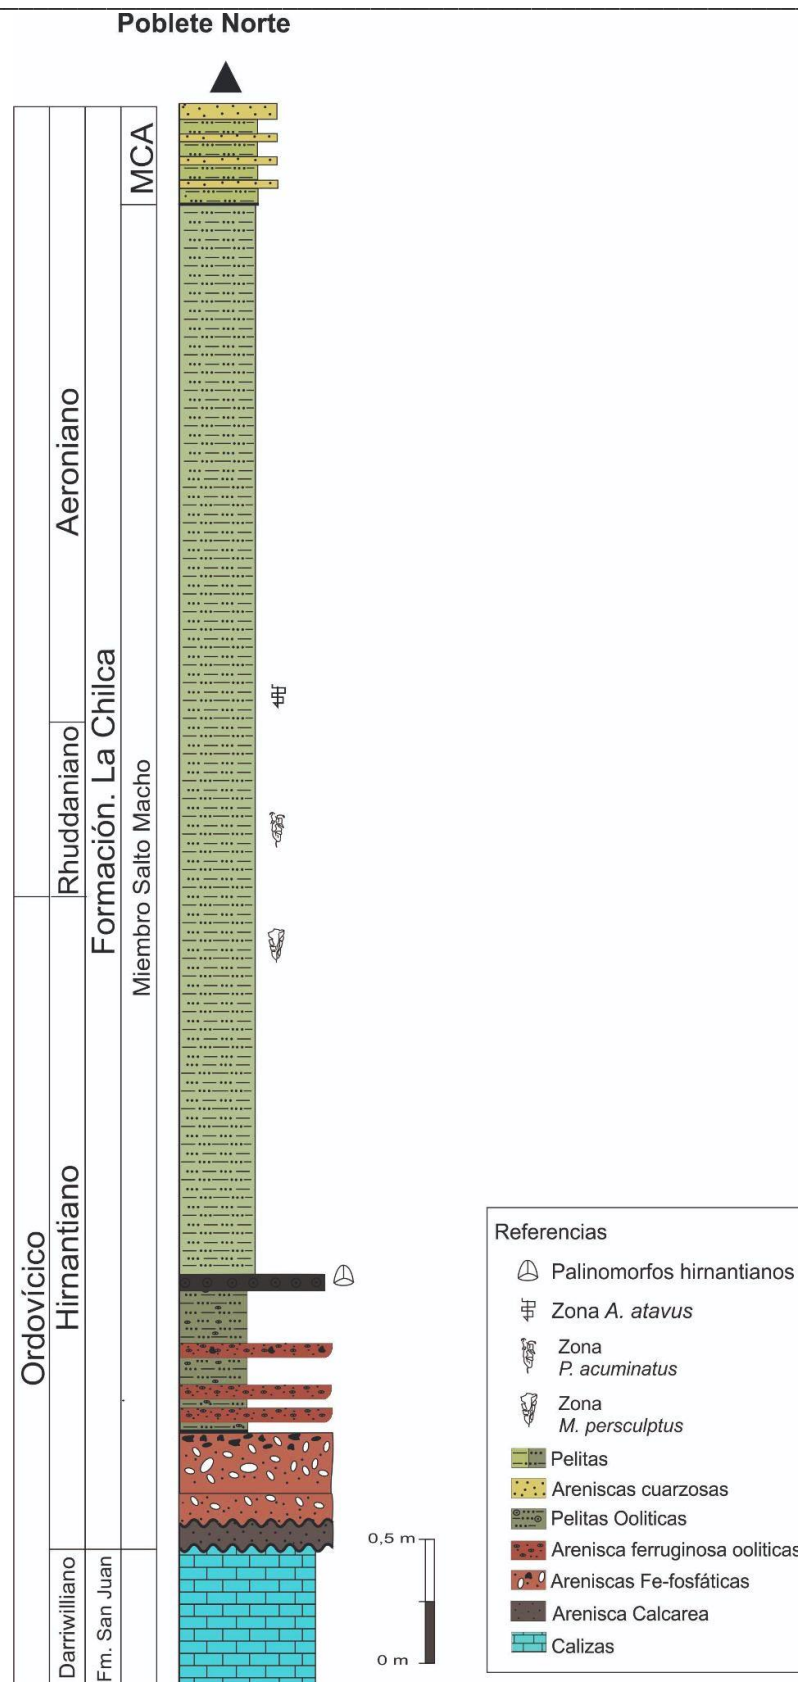 Poblete Norte
MCA
Aeroniano
Rhuddaniano
Formación. La Chilca
Miembro Salto Macho
Ordovícico
Hirnantiano
Darriwilliano
Fm. San Juan
0,5 m
0 m
Referencias
Palinomorfos hirnantianos
Zona A. atavus
Zona
P. acuminatus
Zona
M. persculptus
Pelitas
Areniscas cuarzosas
Pelitas Ooliticas
Arenisca ferruginosa ooliticas
Areniscas Fe-fosfáticas
Arenisca Calcarea
Calizas